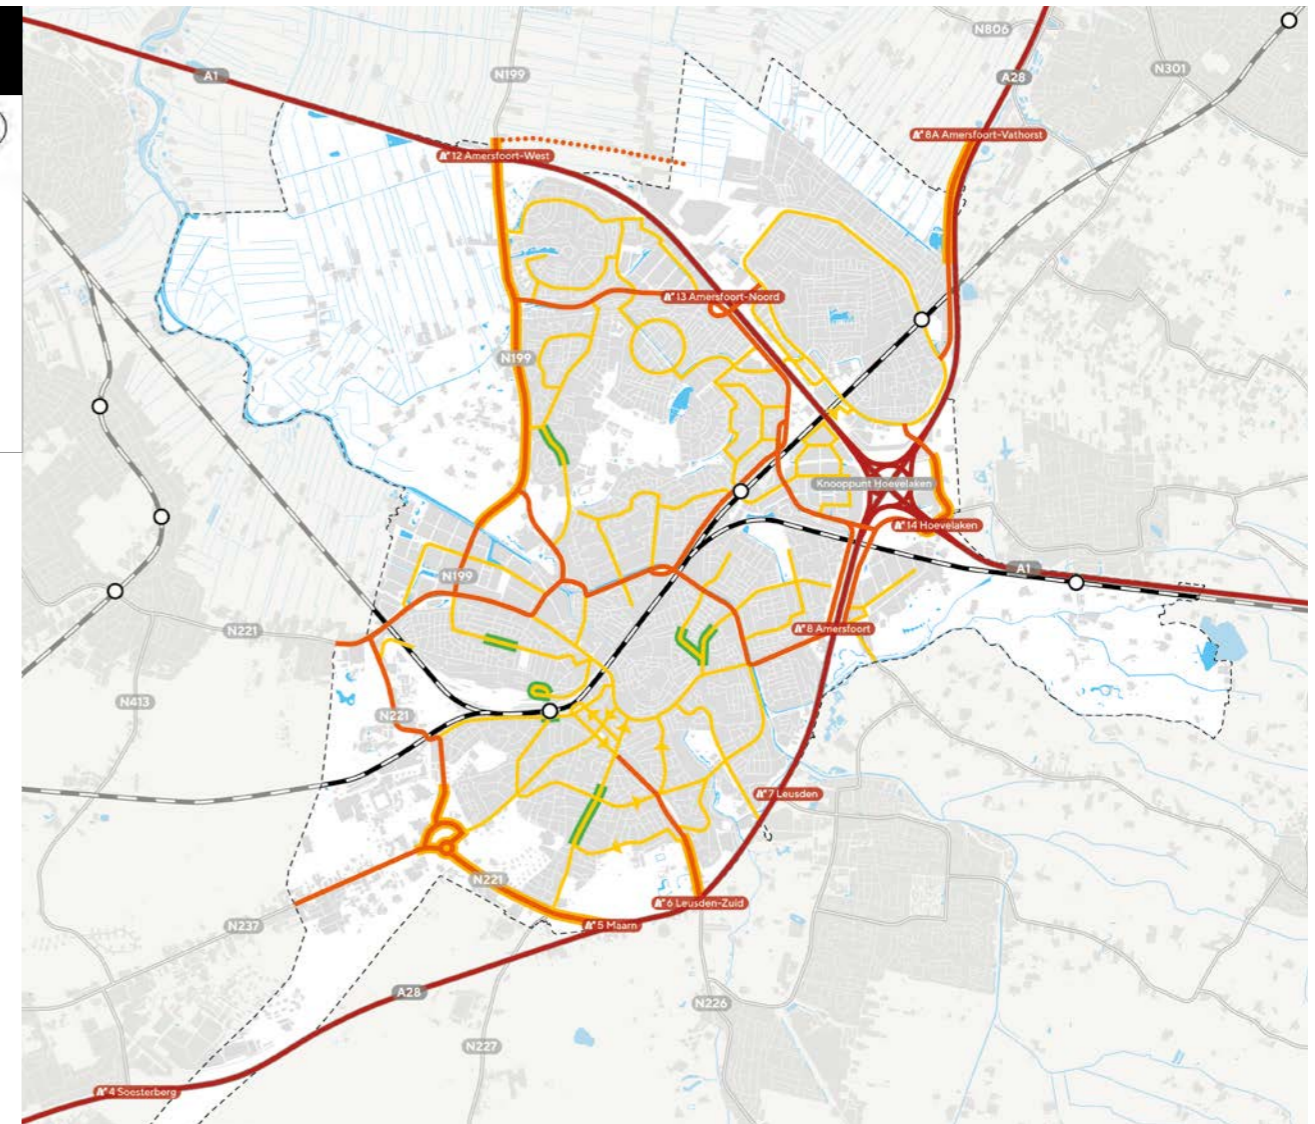 N806
A1
N199
A28
N301
8A Amersfoort-Vathorst
12 Amersfoort-West
13 Amersfoort-Noord
N199
Knooppunt Hoevelaken
14 Hoevelaken
N199
A1
N221
8 Amersfoort
N413
N221
7 Leusden
N221
6 Leusden-Zuid
N237
5 Maarn
A28
N226
N227
4 Soesterberg